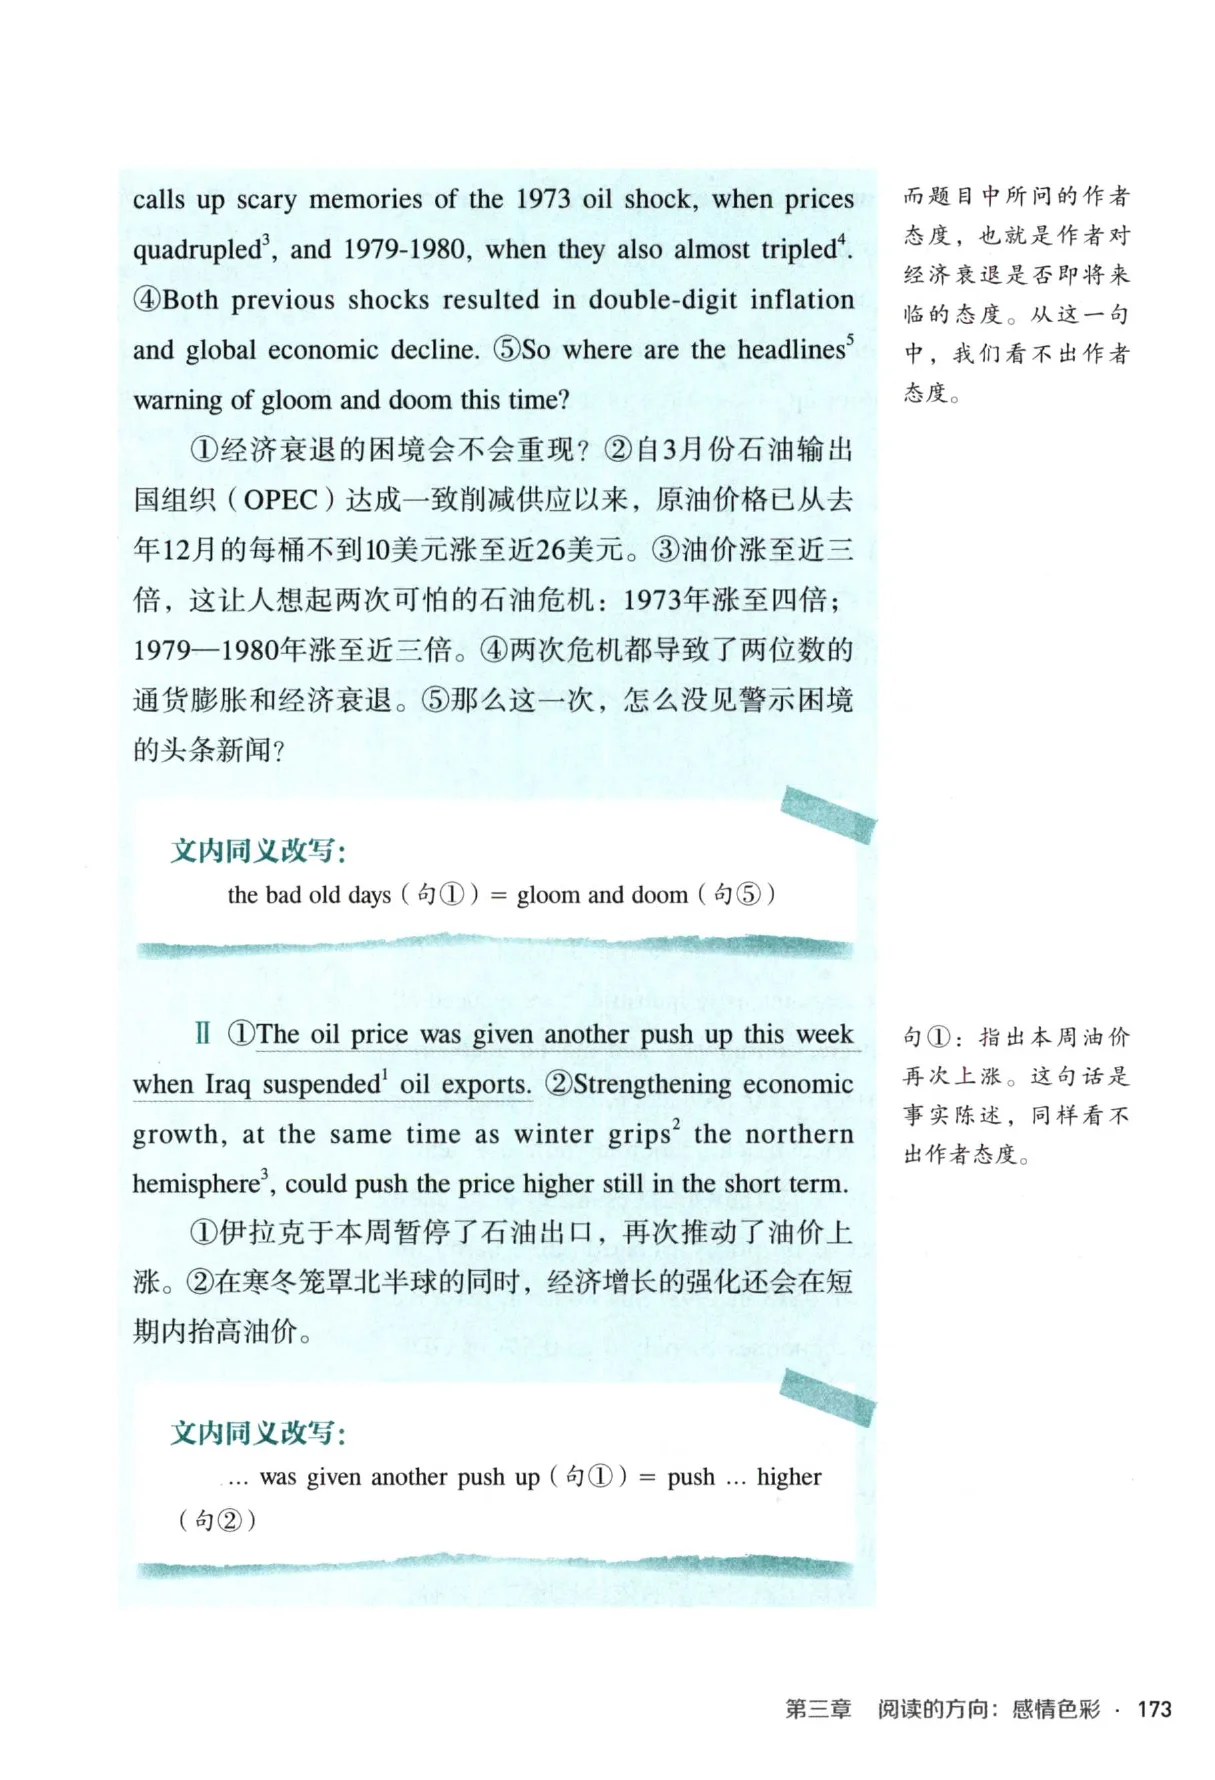 calls up scary memories of the 1973 oil shock, when prices
quadrupled³, and 1979-1980, when they also almost tripled⁴.
④Both previous shocks resulted in double-digit inflation
and global economic decline. ⑤So where are the headlines⁵
warning of gloom and doom this time?
①经济衰退的困境会不会重现？②自3月份石油输出
国组织（OPEC）达成一致削减供应以来，原油价格已从去
年12月的每桶不到10美元涨至近26美元。③油价涨至近三
倍，这让人想起两次可怕的石油危机：1973年涨至四倍；
1979—1980年涨至近三倍。④两次危机都导致了两位数的
通货膨胀和经济衰退。⑤那么这一次，怎么没见警示困境
的头条新闻？
文内同义改写：
the bad old days（句①）= gloom and doom（句⑤）
Ⅱ ①The oil price was given another push up this week
when Iraq suspended¹ oil exports. ②Strengthening economic
growth, at the same time as winter grips² the northern
hemisphere³, could push the price higher still in the short term.
①伊拉克于本周暂停了石油出口，再次推动了油价上
涨。②在寒冬笼罩北半球的同时，经济增长的强化还会在短
期内抬高油价。
文内同义改写：
... was given another push up（句①）= push ... higher
（句②）
而题目中所问的作者
态度，也就是作者对
经济衰退是否即将来
临的态度。从这一句
中，我们看不出作者
态度。
句①：指出本周油价
再次上涨。这句话是
事实陈述，同样看不
出作者态度。
第三章 阅读的方向：感情色彩 · 173